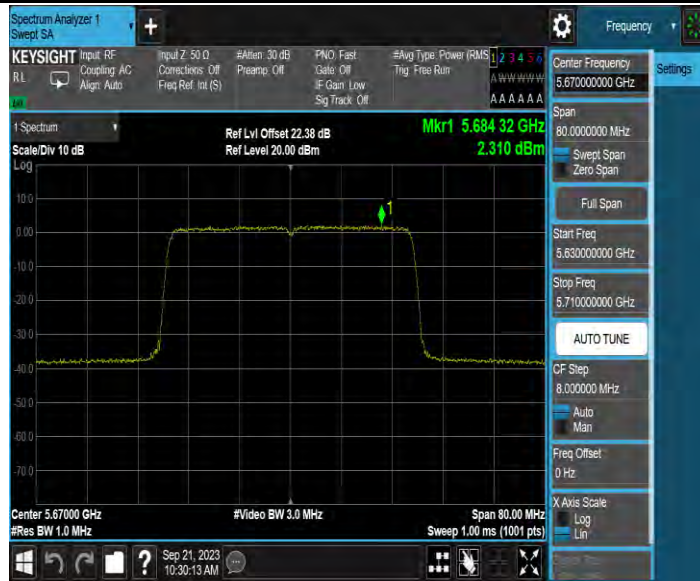 Spectrum Analyzer 1
Swept SA
+
Frequency
KEYSIGHT
RL
Input: RF
Coupling: AC
Align: Auto
Input Z: 50 Ω
Corrections: Off
Freq Ref: Int (S)
#Atten: 30 dB
Preamp: Off
PNO: Fast
Gate: Off
IF Gain: Low
Sig Track: Off
#Avg Type: Power (RMS
Trig: Free Run
1 2 3 4 5 6
A W W W W W
A A A A A A
1 Spectrum
Scale/Div 10 dB
Log
Ref Lvl Offset 22.38 dB
Ref Level 20.00 dBm
Mkr1 5.684 32 GHz
2.310 dBm
1
10.0
0.00
-10.0
-20.0
-30.0
-40.0
-50.0
-60.0
-70.0
Center 5.67000 GHz
#Res BW 1.0 MHz
#Video BW 3.0 MHz
Span 80.00 MHz
Sweep 1.00 ms (1001 pts)
Sep 21, 2023
10:30:13 AM
?
Center Frequency
5.670000000 GHz
Settings
Span
80.0000000 MHz
Swept Span
Zero Span
Full Span
Start Freq
5.630000000 GHz
Stop Freq
5.710000000 GHz
AUTO TUNE
CF Step
8.000000 MHz
Auto
Man
Freq Offset
0 Hz
X Axis Scale
Log
Lin